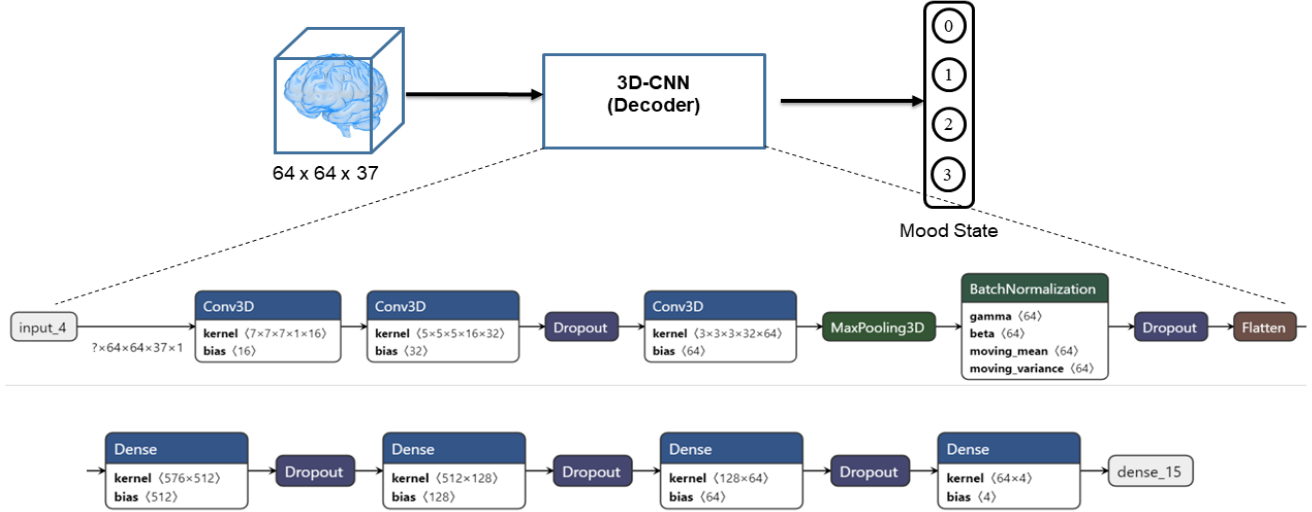 0
1
2
3
3D-CNN
(Decoder)
64 x 64 x 37
Mood State
input_4
?×64×64×37×1
Conv3D
kernel ⟨7×7×7×1×16⟩
bias ⟨16⟩
Conv3D
kernel ⟨5×5×5×16×32⟩
bias ⟨32⟩
Dropout
Conv3D
kernel ⟨3×3×3×32×64⟩
bias ⟨64⟩
MaxPooling3D
BatchNormalization
gamma ⟨64⟩
beta ⟨64⟩
moving_mean ⟨64⟩
moving_variance ⟨64⟩
Dropout
Flatten
Dense
kernel ⟨576×512⟩
bias ⟨512⟩
Dropout
Dense
kernel ⟨512×128⟩
bias ⟨128⟩
Dropout
Dense
kernel ⟨128×64⟩
bias ⟨64⟩
Dropout
Dense
kernel ⟨64×4⟩
bias ⟨4⟩
dense_15